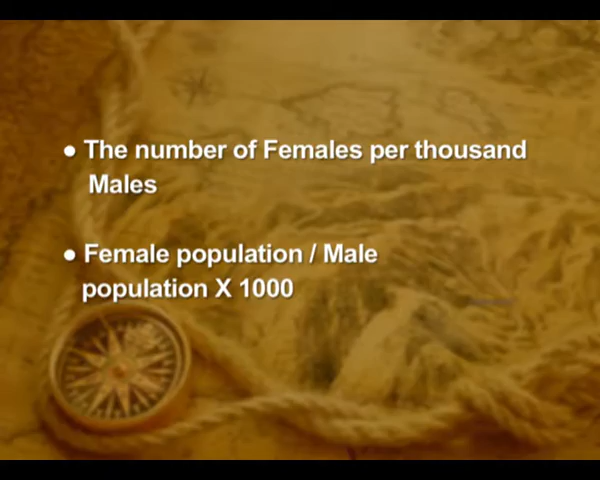 ● The number of Females per thousand
Males
● Female population / Male
population X 1000